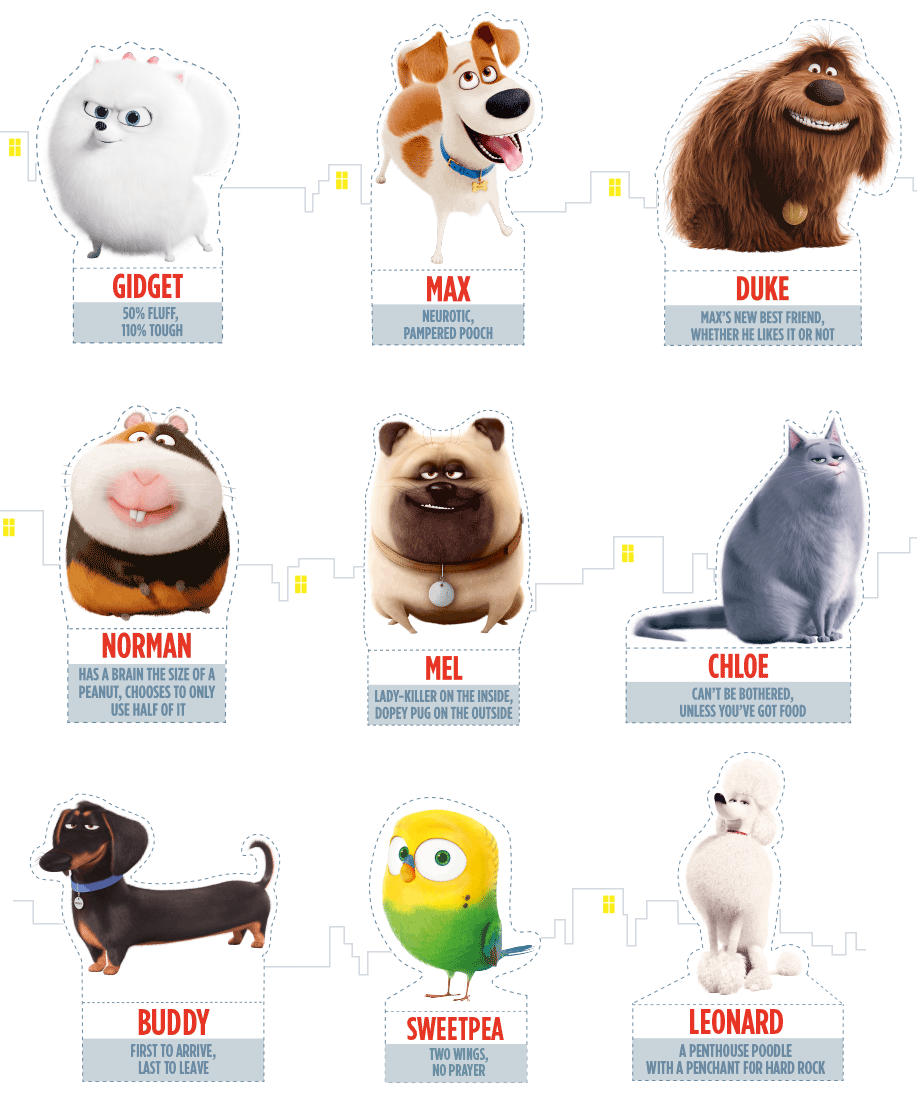 GIDGET
50% FLUFF,
110% TOUGH
MAX
NEUROTIC,
PAMPERED POOCH
DUKE
MAX'S NEW BEST FRIEND,
WHETHER HE LIKES IT OR NOT
NORMAN
HAS A BRAIN THE SIZE OF A
PEANUT, CHOOSES TO ONLY
USE HALF OF IT
MEL
LADY-KILLER ON THE INSIDE,
DOPEY PUG ON THE OUTSIDE
CHLOE
CAN'T BE BOTHERED,
UNLESS YOU'VE GOT FOOD
BUDDY
FIRST TO ARRIVE,
LAST TO LEAVE
SWEETPEA
TWO WINGS,
NO PRAYER
LEONARD
A PENTHOUSE POODLE
WITH A PENCHANT FOR HARD ROCK